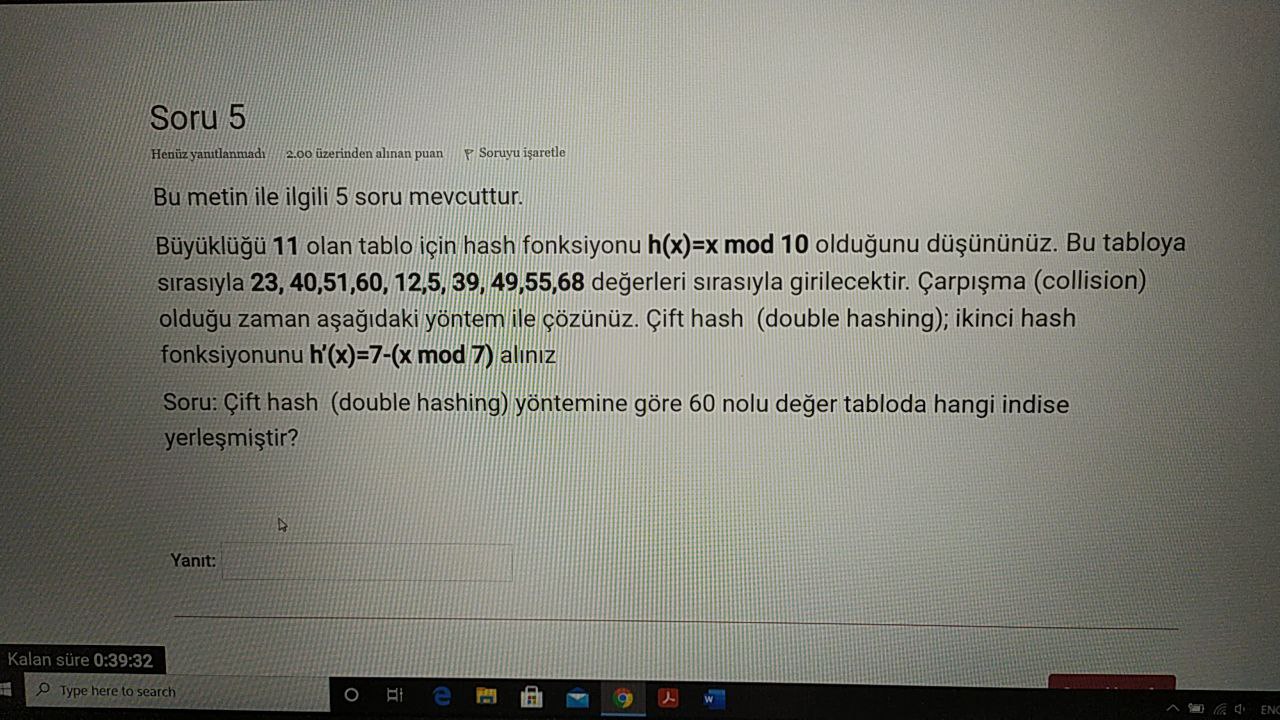 Soru 5
Henüz yanıtlanmadı 2.00 üzerinden alınan puan Soruyu işaretle
Bu metin ile ilgili 5 soru mevcuttur.
Büyüklüğü 11 olan tablo için hash fonksiyonu h(x)=x mod 10 olduğunu düşününüz. Bu tabloya
sırasıyla 23, 40,51,60, 12,5, 39, 49,55,68 değerleri sırasıyla girilecektir. Çarpışma (collision)
olduğu zaman aşağıdaki yöntem ile çözünüz. Çift hash (double hashing); ikinci hash
fonksiyonunu h'(x)=7-(x mod 7) alınız
Soru: Çift hash (double hashing) yöntemine göre 60 nolu değer tabloda hangi indise
yerleşmiştir?
Yanıt:
Kalan süre 0:39:32
Type here to search